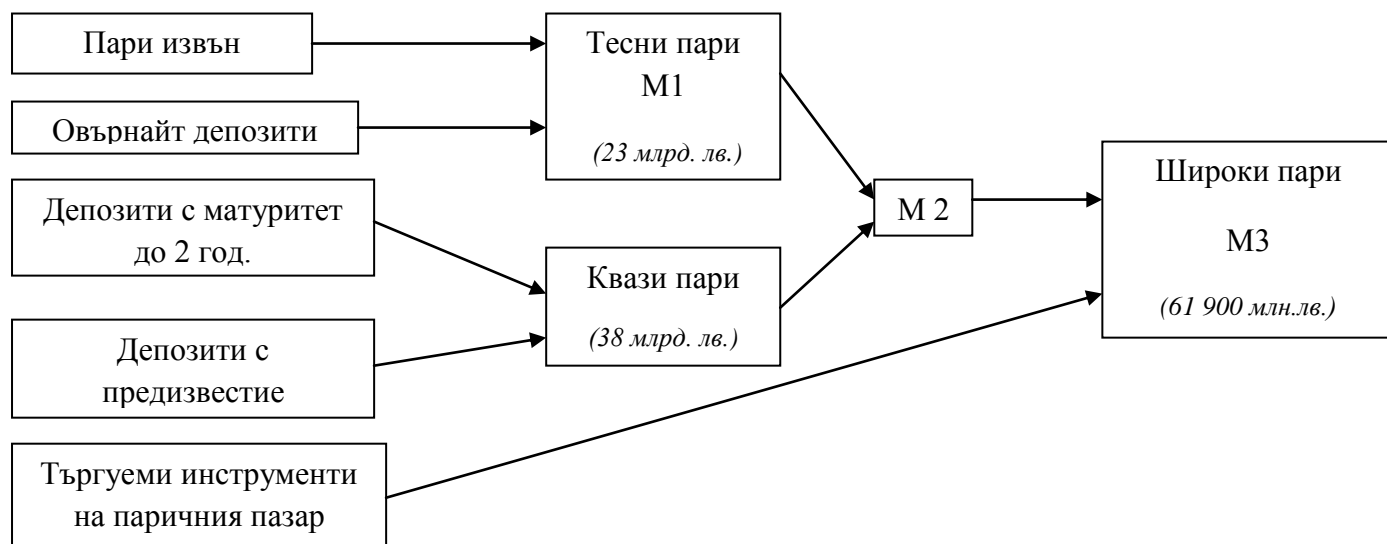 Пари извън
Овърнайт депозити
Депозити с матуритет
до 2 год.
Депозити с
предизвестие
Търгуеми инструменти
на паричния пазар
Тесни пари
М1
(23 млрд. лв.)
Квази пари
(38 млрд. лв.)
М 2
Широки пари
М3
(61 900 млн.лв.)